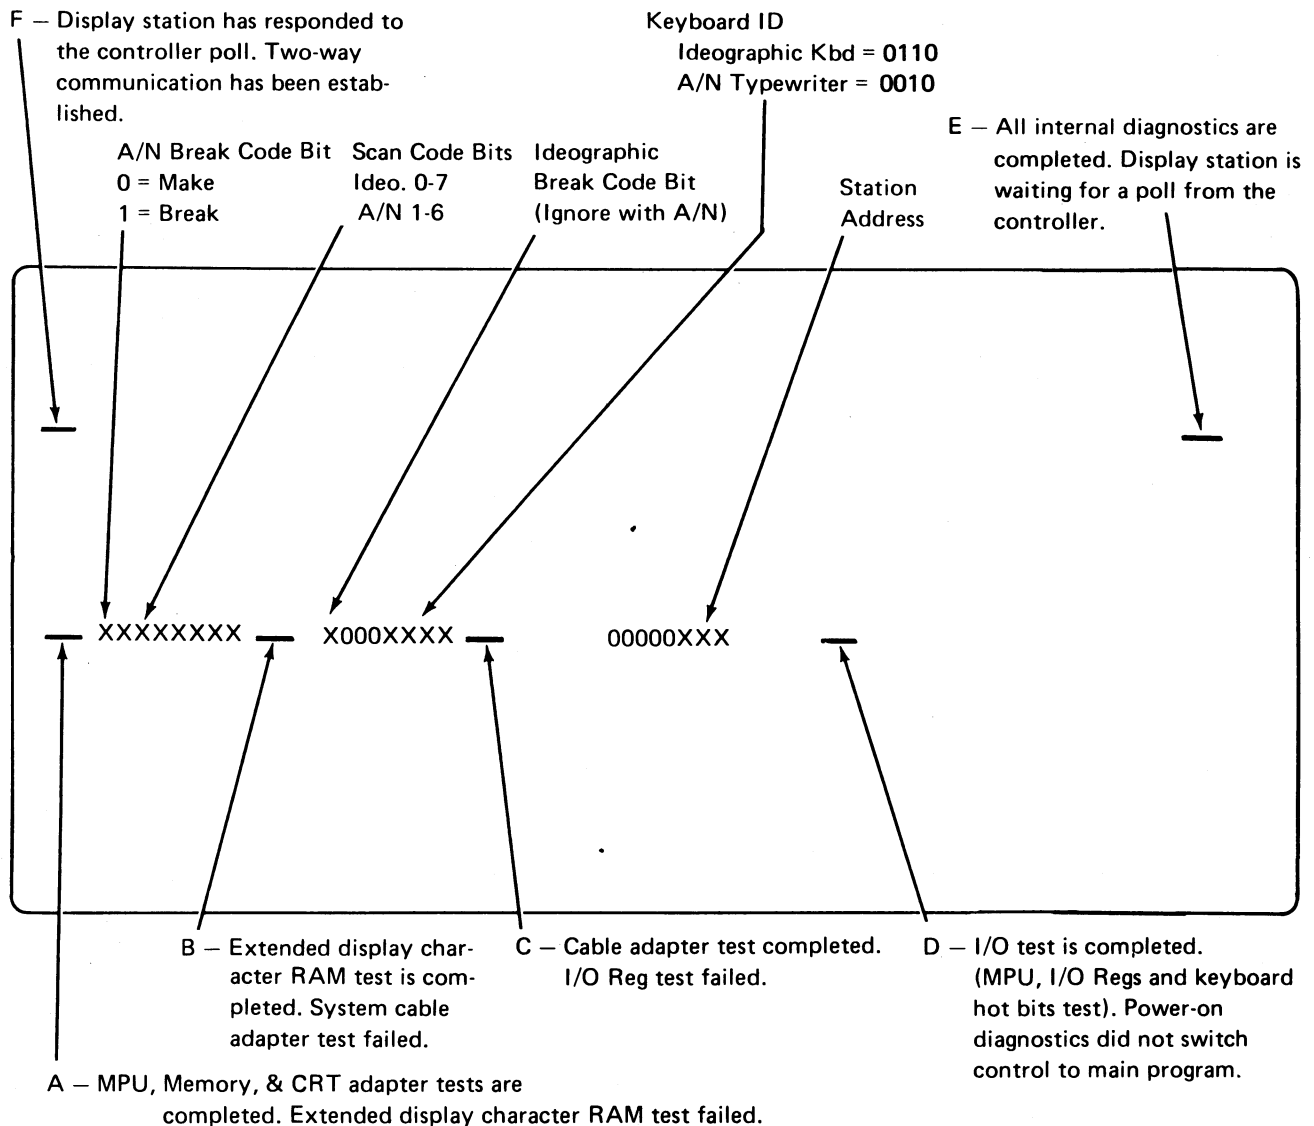 F — Display station has responded to
the controller poll. Two-way
communication has been estab-
lished.
Keyboard ID
Ideographic Kbd = 0110
A/N Typewriter = 0010
E — All internal diagnostics are
completed. Display station is
waiting for a poll from the
controller.
A/N Break Code Bit
0 = Make
1 = Break
Scan Code Bits
Ideo. 0-7
A/N 1-6
Ideographic
Break Code Bit
(Ignore with A/N)
Station
Address
XXXXXXXX X000XXXX 00000XXX
B — Extended display char-
acter RAM test is com-
pleted. System cable
adapter test failed.
C — Cable adapter test completed.
I/O Reg test failed.
D — I/O test is completed.
(MPU, I/O Regs and keyboard
hot bits test). Power-on
diagnostics did not switch
control to main program.
A — MPU, Memory, & CRT adapter tests are
completed. Extended display character RAM test failed.